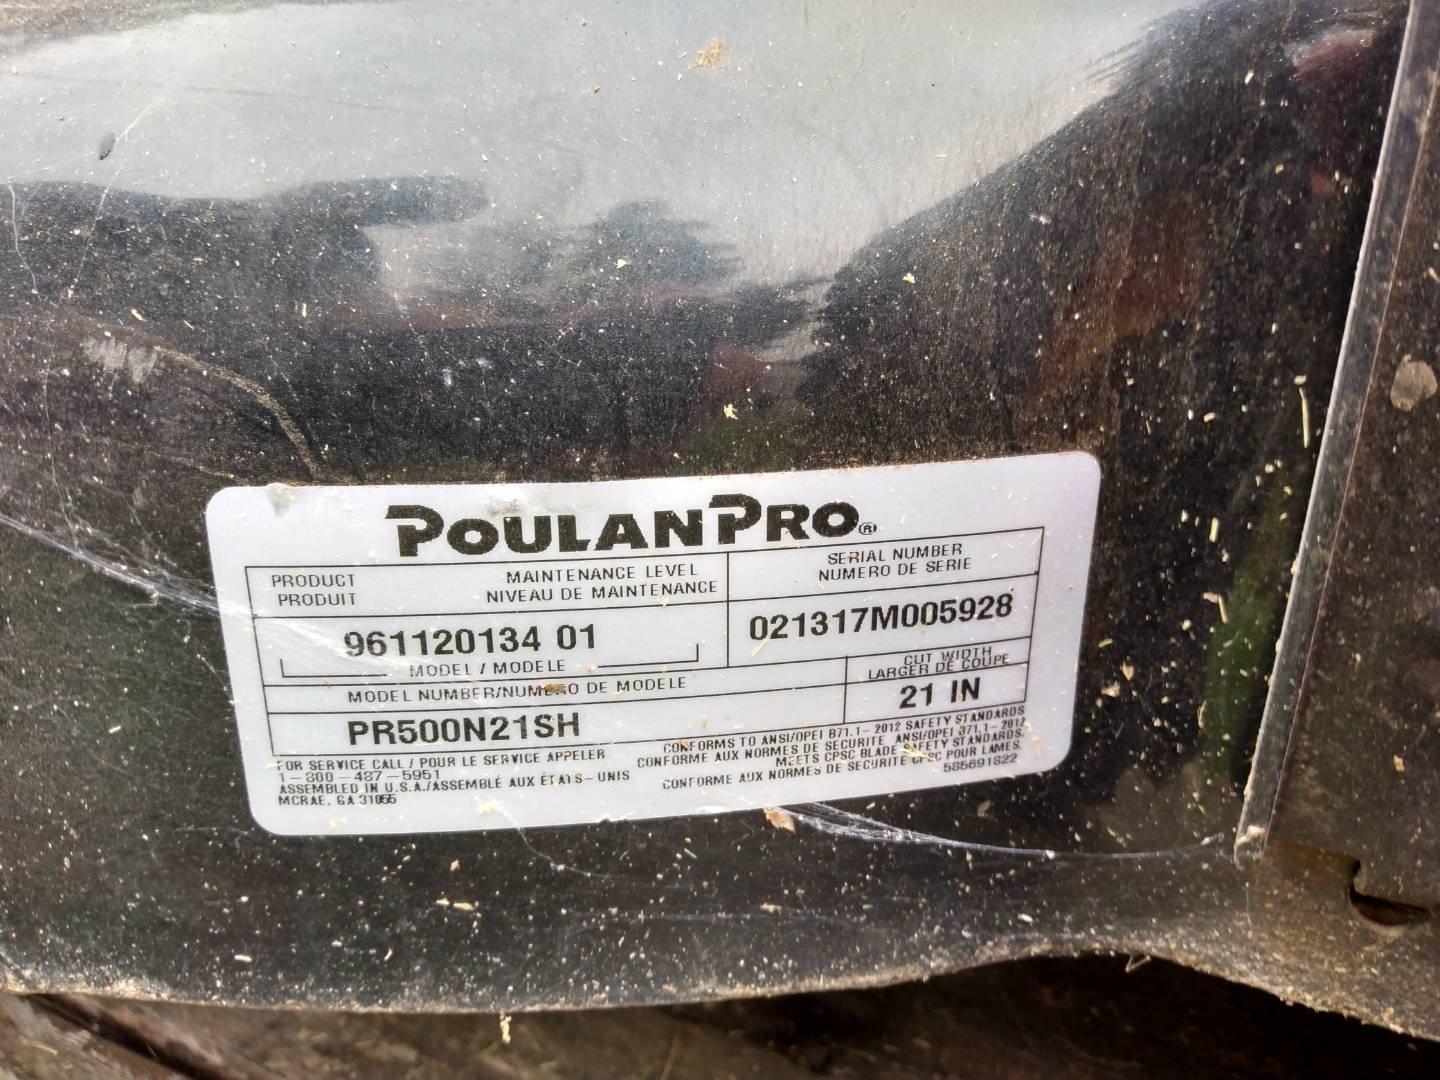 POULAN PRO®
PRODUCT MAINTENANCE LEVEL
PRODUIT NIVEAU DE MAINTENANCE
SERIAL NUMBER
NUMERO DE SERIE
961120134 01
MODEL / MODELE
021317M005928
MODEL NUMBER/NUMERO DE MODELE
CUT WIDTH
LARGER DE COUPE
PR500N21SH
21 IN
FOR SERVICE CALL / POUR LE SERVICE APPELER
1-800-487-5951
ASSEMBLED IN U.S.A./ASSEMBLÉ AUX ÉTATS-UNIS
MCRAE, GA 31055
CONFORMS TO ANSI/OPEI B71.1-2012 SAFETY STANDARDS
CONFORME AUX NORMES DE SECURITE ANSI/OPEI B71.1-2012
MEETS CPSC BLADE SAFETY STANDARDS.
CONFORME AUX NORMES DE SECURITE CPSC POUR LAMES.
585691822